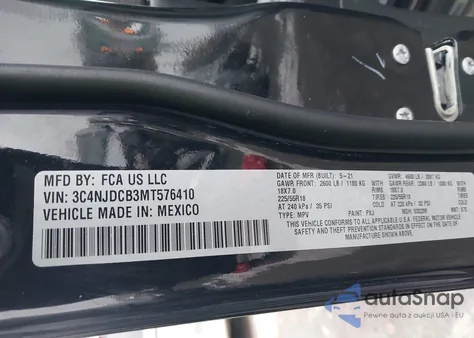 MFD BY: FCA US LLC
VIN: 3C4NJDCB3MT576410
VEHICLE MADE IN: MEXICO
DATE OF MFR (BUILT): 5-21
GAWR FRONT: 2600 LB / 1180 KG
18X7.0
225/55R18
AT 240 kPa / 35 PSI
TYPE: MPV PAINT: PXJ
THIS VEHICLE CONFORMS TO ALL APPLICABLE FEDERAL MOTOR VEHICLE
SAFETY AND THEFT PREVENTION STANDARDS IN EFFECT
ON THE DATE OF MANUFACTURE SHOWN ABOVE
autoSnap
Pewne auta z USA i EU